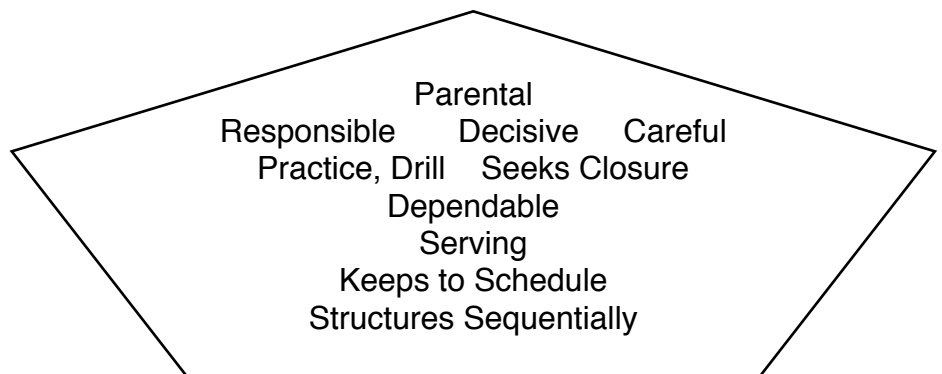 Parental
Responsible Decisive Careful
Practice, Drill Seeks Closure
Dependable
Serving
Keeps to Schedule
Structures Sequentially